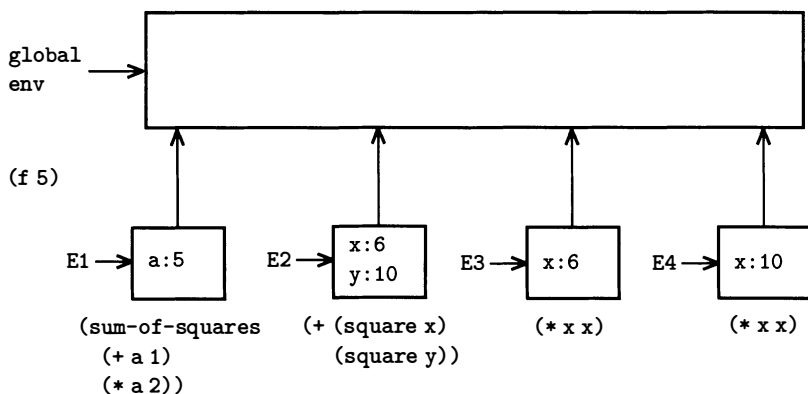 global
env
(f 5)
E1
a:5
E2
x:6
y:10
E3
x:6
E4
x:10
(sum-of-squares
(+ a 1)
(* a 2))
(+ (square x)
(square y))
(* x x)
(* x x)